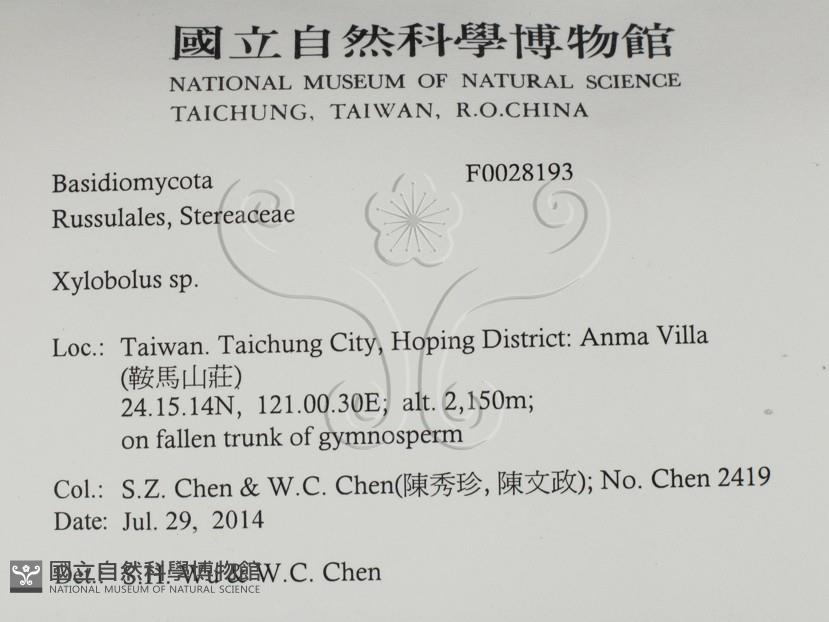 國立自然科學博物館
NATIONAL MUSEUM OF NATURAL SCIENCE
TAICHUNG, TAIWAN, R.O.CHINA
Basidiomycota F0028193
Russulales, Stereaceae
Xylobolus sp.
Loc.: Taiwan. Taichung City, Hoping District: Anma Villa
(鞍馬山莊)
24.15.14N, 121.00.30E; alt. 2,150m;
on fallen trunk of gymnosperm
Col.: S.Z. Chen & W.C. Chen(陳秀珍, 陳文政); No. Chen 2419
Date: Jul. 29, 2014
Det.: S.H. Wu & W.C. Chen
國立自然科學博物館
NATIONAL MUSEUM OF NATURAL SCIENCE